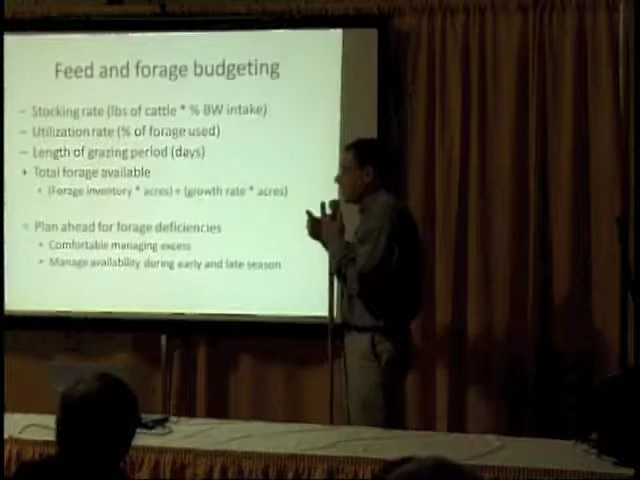 Feed and forage budgeting
– Stocking rate (lbs of cattle * % BW intake)
– Utilization rate (% of forage used)
– Length of grazing period (days)
• Total forage available
• (Forage inventory * acres) + (growth rate * acres)
– Plan ahead for forage deficiencies
• Comfortable managing excess
• Manage availability during early and late season